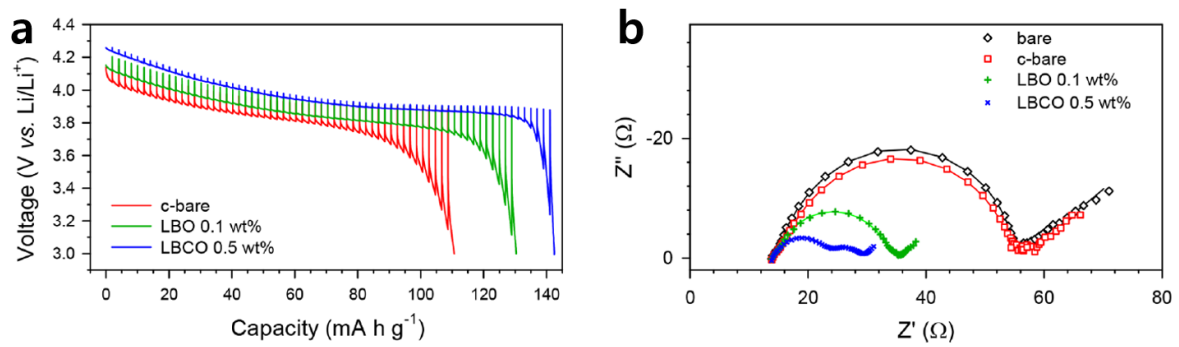 a
4.4
4.2
4.0
3.8
3.6
3.4
3.2
3.0
Voltage (V vs. Li/Li⁺)
c-bare
LBO 0.1 wt%
LBCO 0.5 wt%
0 20 40 60 80 100 120 140
Capacity (mA h g⁻¹)
b
bare
c-bare
LBO 0.1 wt%
LBCO 0.5 wt%
-20
0
Z'' (Ω)
0 20 40 60 80
Z' (Ω)